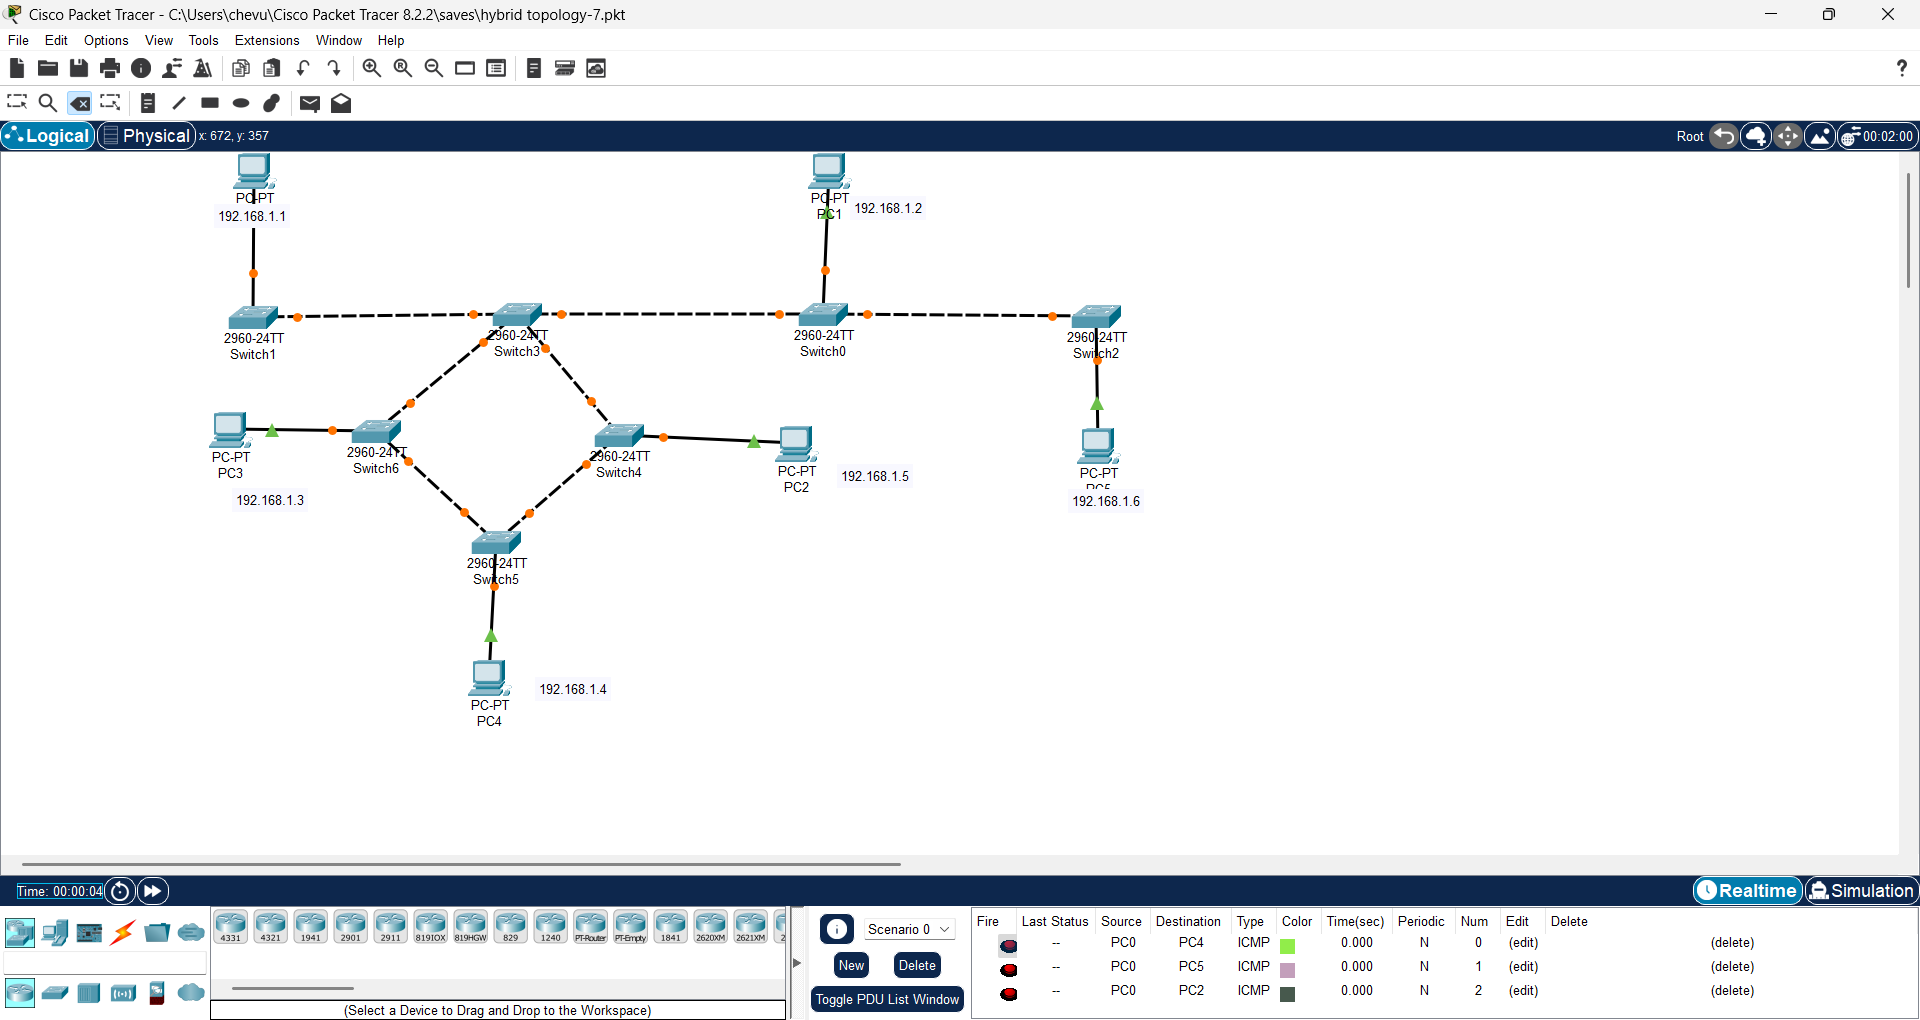 Cisco Packet Tracer - C:\Users\chevu\Cisco Packet Tracer 8.2.2\saves\hybrid topology-7.pkt
File Edit Options View Tools Extensions Window Help
?
Logical Physical x: 672, y: 357
Root 00:02:00
PC-PT
192.168.1.1
PC-PT
PC1
192.168.1.2
2960-24TT
Switch1
2960-24TT
Switch3
2960-24TT
Switch0
2960-24TT
Switch2
PC-PT
PC3
192.168.1.3
2960-24TT
Switch6
2960-24TT
Switch4
PC-PT
PC2
192.168.1.5
PC-PT
PC5
192.168.1.6
2960-24TT
Switch5
PC-PT
PC4
192.168.1.4
Time: 00:00:04
Realtime Simulation
4331 4321 1941 2901 2911 819IOX 819HGW 829 1240 PT-Router PT-Empty 1841 2620XM 2621XM 2
(Select a Device to Drag and Drop to the Workspace)
Scenario 0
New Delete
Toggle PDU List Window
Fire Last Status Source Destination Type Color Time(sec) Periodic Num Edit Delete
-- PC0 PC4 ICMP 0.000 N 0 (edit) (delete)
-- PC0 PC5 ICMP 0.000 N 1 (edit) (delete)
-- PC0 PC2 ICMP 0.000 N 2 (edit) (delete)